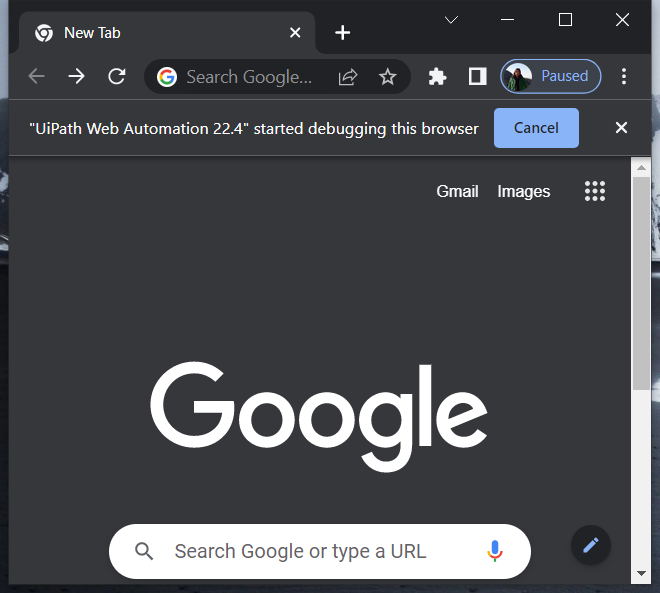 New Tab
Search Google... Paused
"UiPath Web Automation 22.4" started debugging this browser Cancel
Gmail Images
Google
Search Google or type a URL